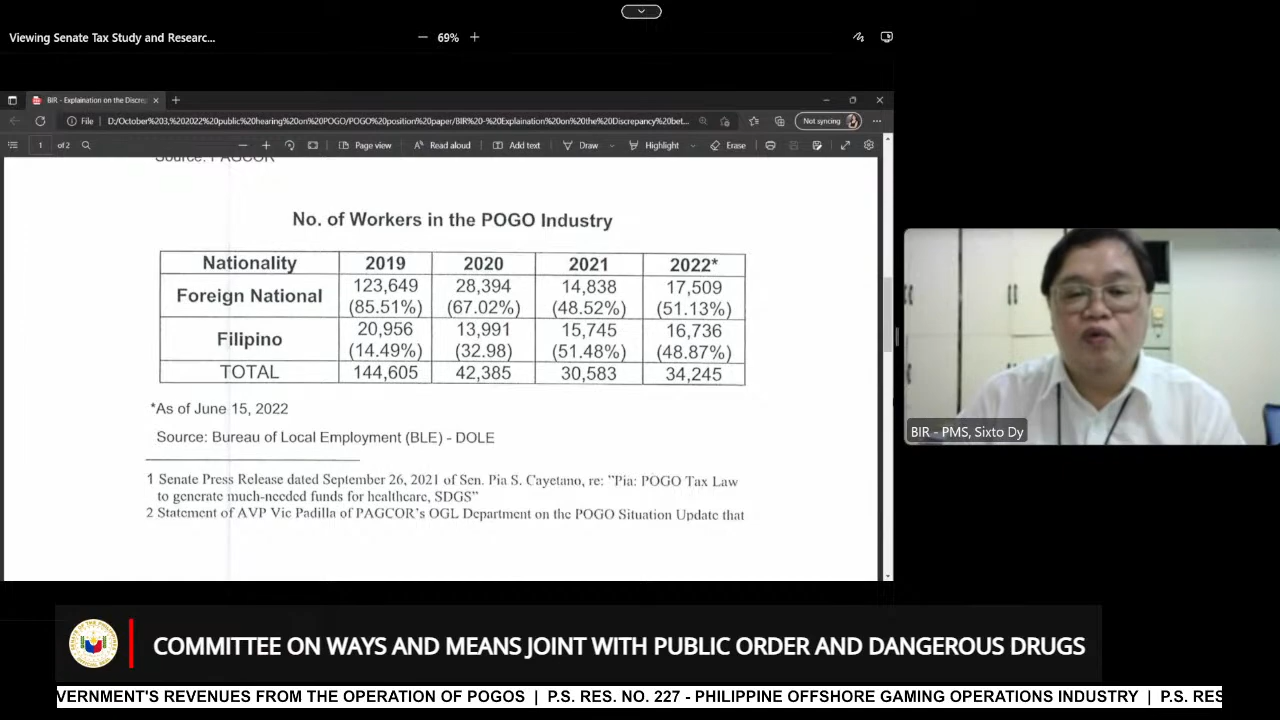 Viewing Senate Tax Study and Researc...
69%
BIR - Explaination on the Discrep
File
D:/October%203,%202022%20public%20hearing%20on%20POGO/POGO%20position%20paper/BIR%20-%20Explaination%20on%20the%20Discrepancy%20bet...
Not syncing
1 of 2
Page view
Read aloud
Add text
Draw
Highlight
Erase
Source: PAGCOR
No. of Workers in the POGO Industry
Nationality 2019 2020 2021 2022*
Foreign National 123,649 28,394 14,838 17,509
(85.51%) (67.02%) (48.52%) (51.13%)
Filipino 20,956 13,991 15,745 16,736
(14.49%) (32.98) (51.48%) (48.87%)
TOTAL 144,605 42,385 30,583 34,245
*As of June 15, 2022
Source: Bureau of Local Employment (BLE) - DOLE
1 Senate Press Release dated September 26, 2021 of Sen. Pia S. Cayetano, re: "Pia: POGO Tax Law
to generate much-needed funds for healthcare, SDGS"
2 Statement of AVP Vic Padilla of PAGCOR's OGL Department on the POGO Situation Update that
BIR - PMS, Sixto Dy
COMMITTEE ON WAYS AND MEANS JOINT WITH PUBLIC ORDER AND DANGEROUS DRUGS
VERNMENT'S REVENUES FROM THE OPERATION OF POGOS | P.S. RES. NO. 227 - PHILIPPINE OFFSHORE GAMING OPERATIONS INDUSTRY | P.S. RES